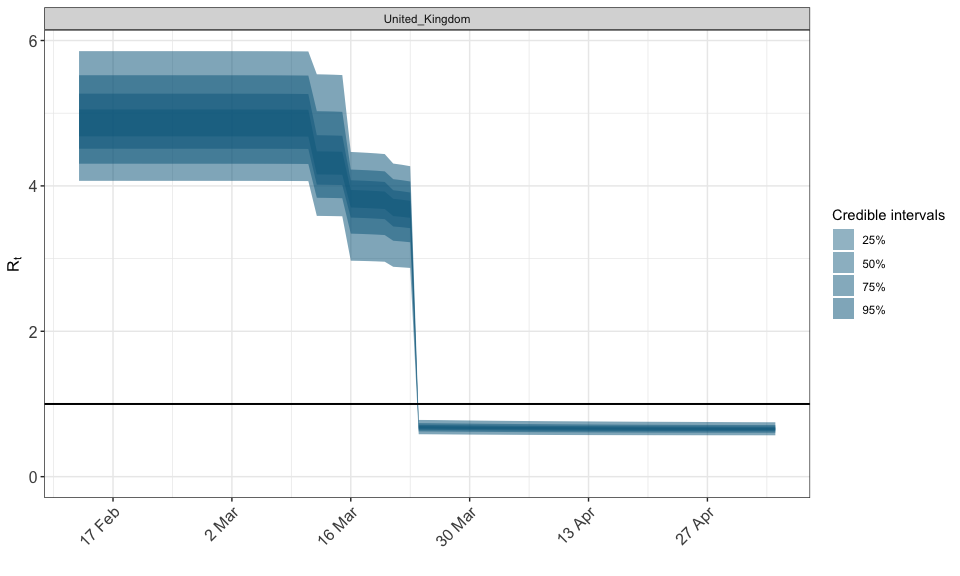 United_Kingdom
6
4
2
0
Rt
17 Feb
2 Mar
16 Mar
30 Mar
13 Apr
27 Apr
Credible intervals
25%
50%
75%
95%